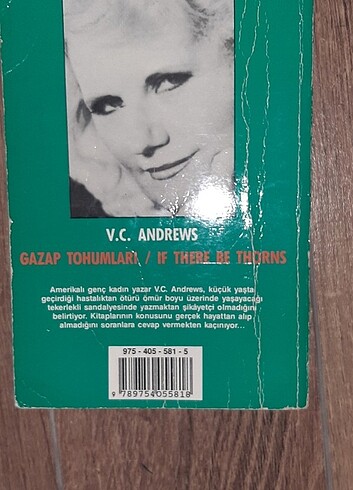 V.C. ANDREWS
GAZAP TOHUMLARI / IF THERE BE THORNS
Amerikalı genç kadın yazar V.C. Andrews, küçük yaşta
geçirdiği hastalıktan ötürü ömür boyu üzerinde yaşayacağı
tekerlekli sandalyesinde yazmaktan şikâyetçi olmadığını
belirtiyor. Kitaplarının konusunu gerçek hayattan alıp
almadığını soranlara cevap vermekten kaçınıyor...
975 - 405 - 581 - 5
9 789754 055818